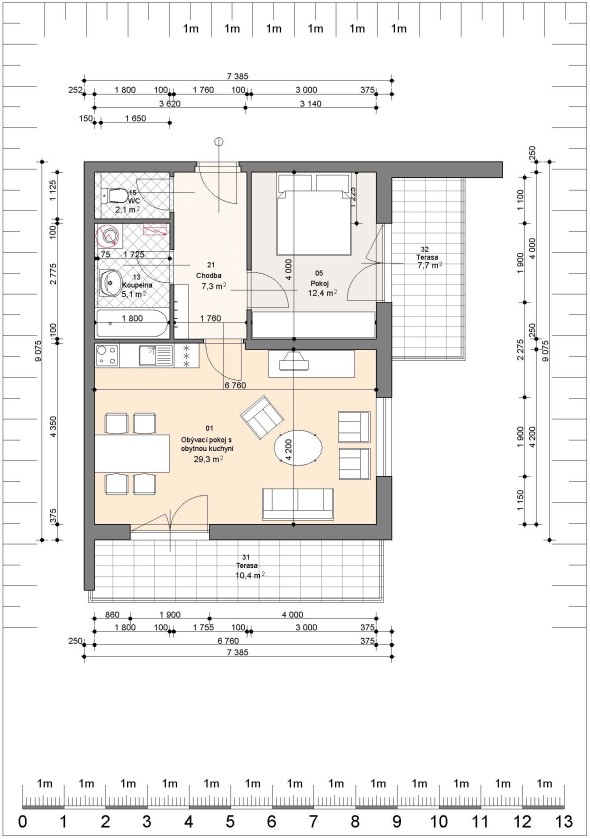 1m 1m 1m 1m 1m 1m
7 385
252 1 800 100 1 760 100 3 000 375
3 620 3 140
150 1 650
250
1 125
15
WC
2,1 m²
1 225
1 100
32
Terasa
7,7 m²
100
75 1 725
2 775
13
Koupelna
5,1 m²
21
Chodba
7,3 m²
4 000
05
Pokoj
12,4 m²
1 900
4 000
1 800 1 760
100
250
9 075
2 275
9 075
6 760
4 350
01
Obývací pokoj s
obytnou kuchyní
29,3 m²
4 200
1 900
4 200
1 150
375
31
Terasa
10,4 m²
860 1 900 4 000
1 800 100 1 755 100 3 000 375
250 6 760 375
7 385
1m 1m 1m 1m 1m 1m 1m 1m 1m 1m 1m 1m 1m
0 1 2 3 4 5 6 7 8 9 10 11 12 13